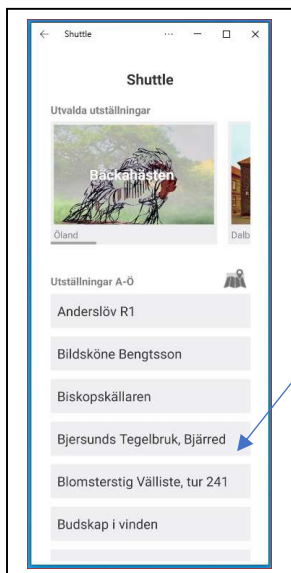 Shuttle
Shuttle
Utvalda utställningar
Bäckahästen
Öland
Dalb
Utställningar A-Ö
Anderslöv R1
Bildsköne Bengtsson
Biskopskällaren
Bjersunds Tegelbruk, Bjärred
Blomsterstig Välliste, tur 241
Budskap i vinden